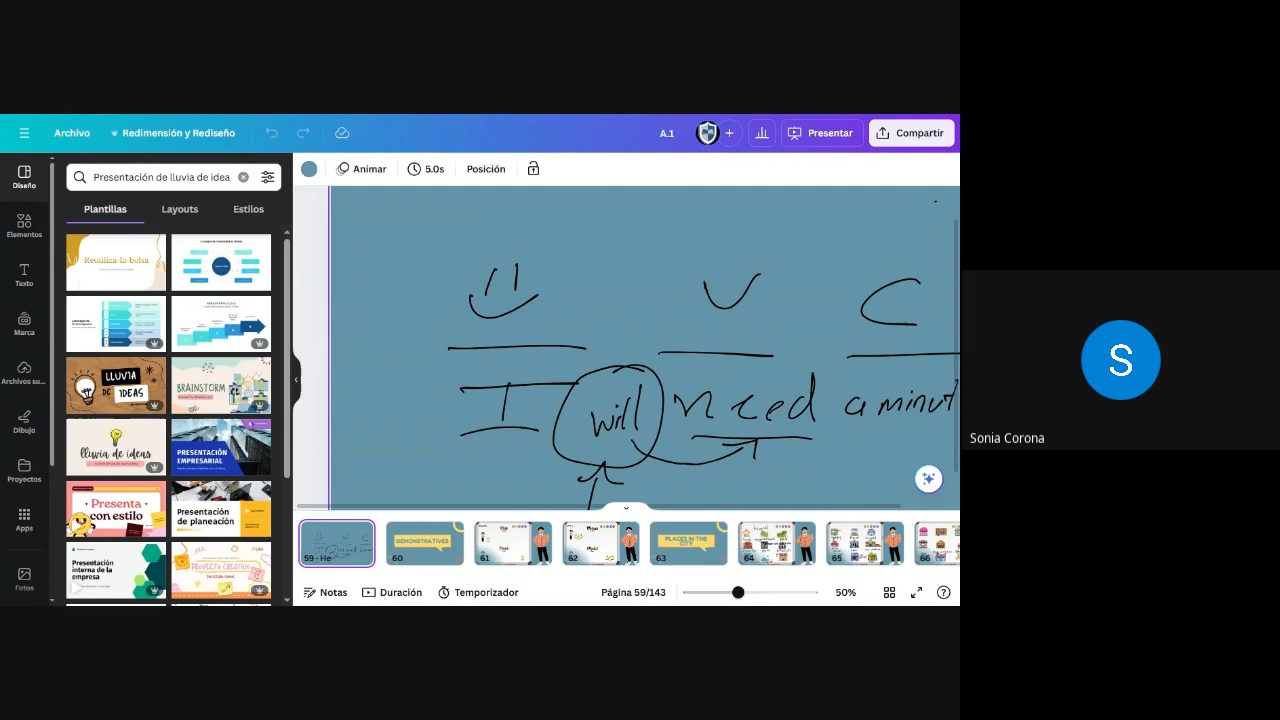 Archivo
Redimensión y Rediseño
A.1
Presentar
Compartir
Diseño
Elementos
Texto
Marca
Archivos su...
Dibujo
Proyectos
Apps
Fotos
Presentación de lluvia de idea
Plantillas
Layouts
Estilos
Reutiliza-la-bolsa
LLUVIA
DE IDEAS
BRAINSTORM
lluvia de ideas
PRESENTACIÓN
EMPRESARIAL
Presenta
con estilo
Presentación
de planeación
Presentación
interna de la
empresa
PROYECTO CREATIVO
Animar
5.0s
Posición
V C
I will need a minut
59 - He
60
DEMONSTRATIVES
61
62
63
PLACES IN THE
CITY
64
65
66
Notas
Duración
Temporizador
Página 59/143
50%
S
Sonia Corona